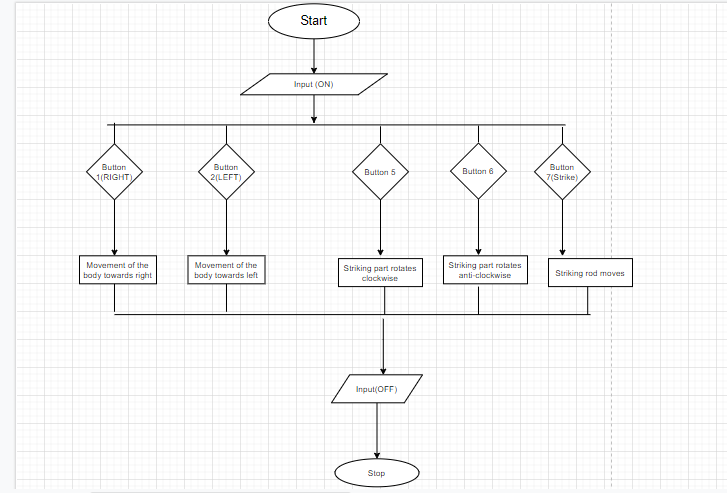 Start
Input (ON)
Button
1(RIGHT)
Button
2(LEFT)
Button 5
Button 6
Button
7(Strike)
Movement of the
body towards right
Movement of the
body towards left
Striking part rotates
clockwise
Striking part rotates
anti-clockwise
Striking rod moves
Input(OFF)
Stop